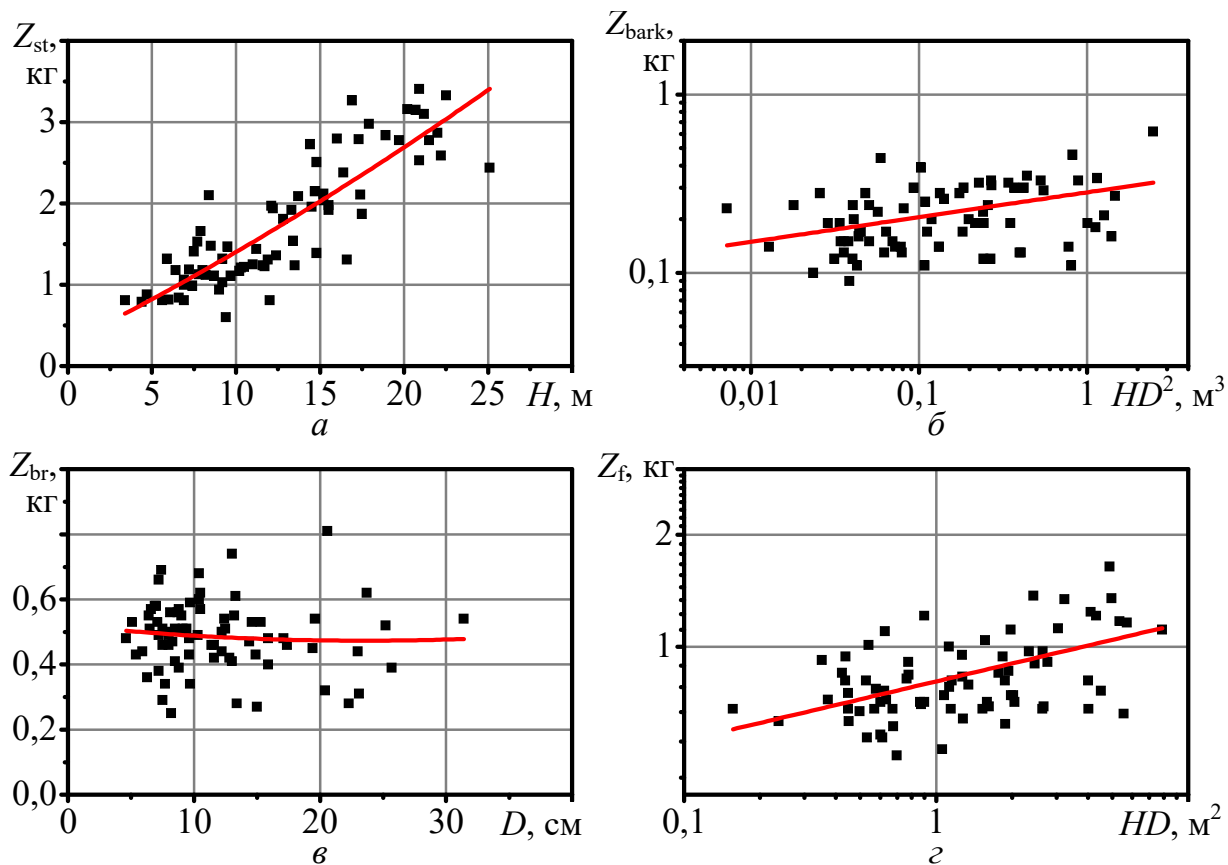 Z_st,
кг
3
2
1
0
0 5 10 15 20 25 H, м
а
Z_bark,
кг
1
0,1
0,01 0,1 1 HD², м³
б
Z_br,
кг
0,6
0,4
0,2
0,0
0 10 20 30 D, см
в
Z_f, кг
2
1
0,1 1 HD, м²
г